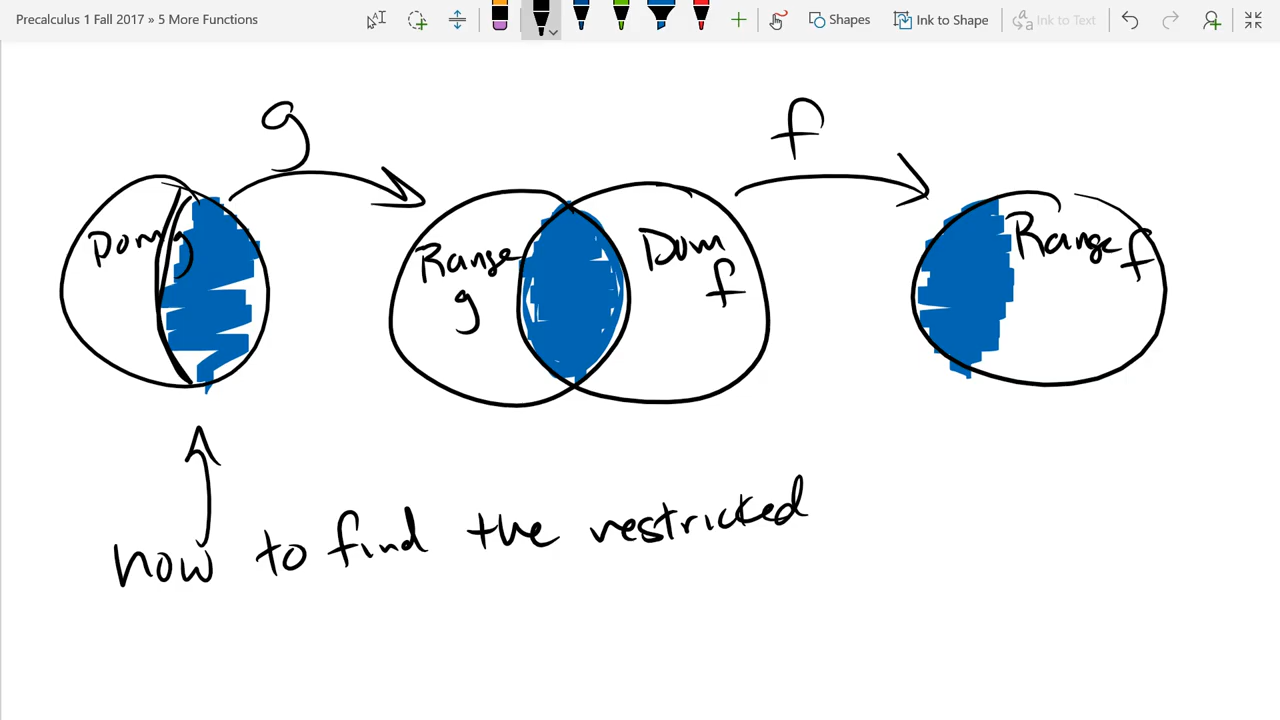 Precalculus 1 Fall 2017 » 5 More Functions
Shapes
Ink to Shape
Ink to Text
g
f
Dom g
Range
g
Dom
f
Range f
how to find the restricted